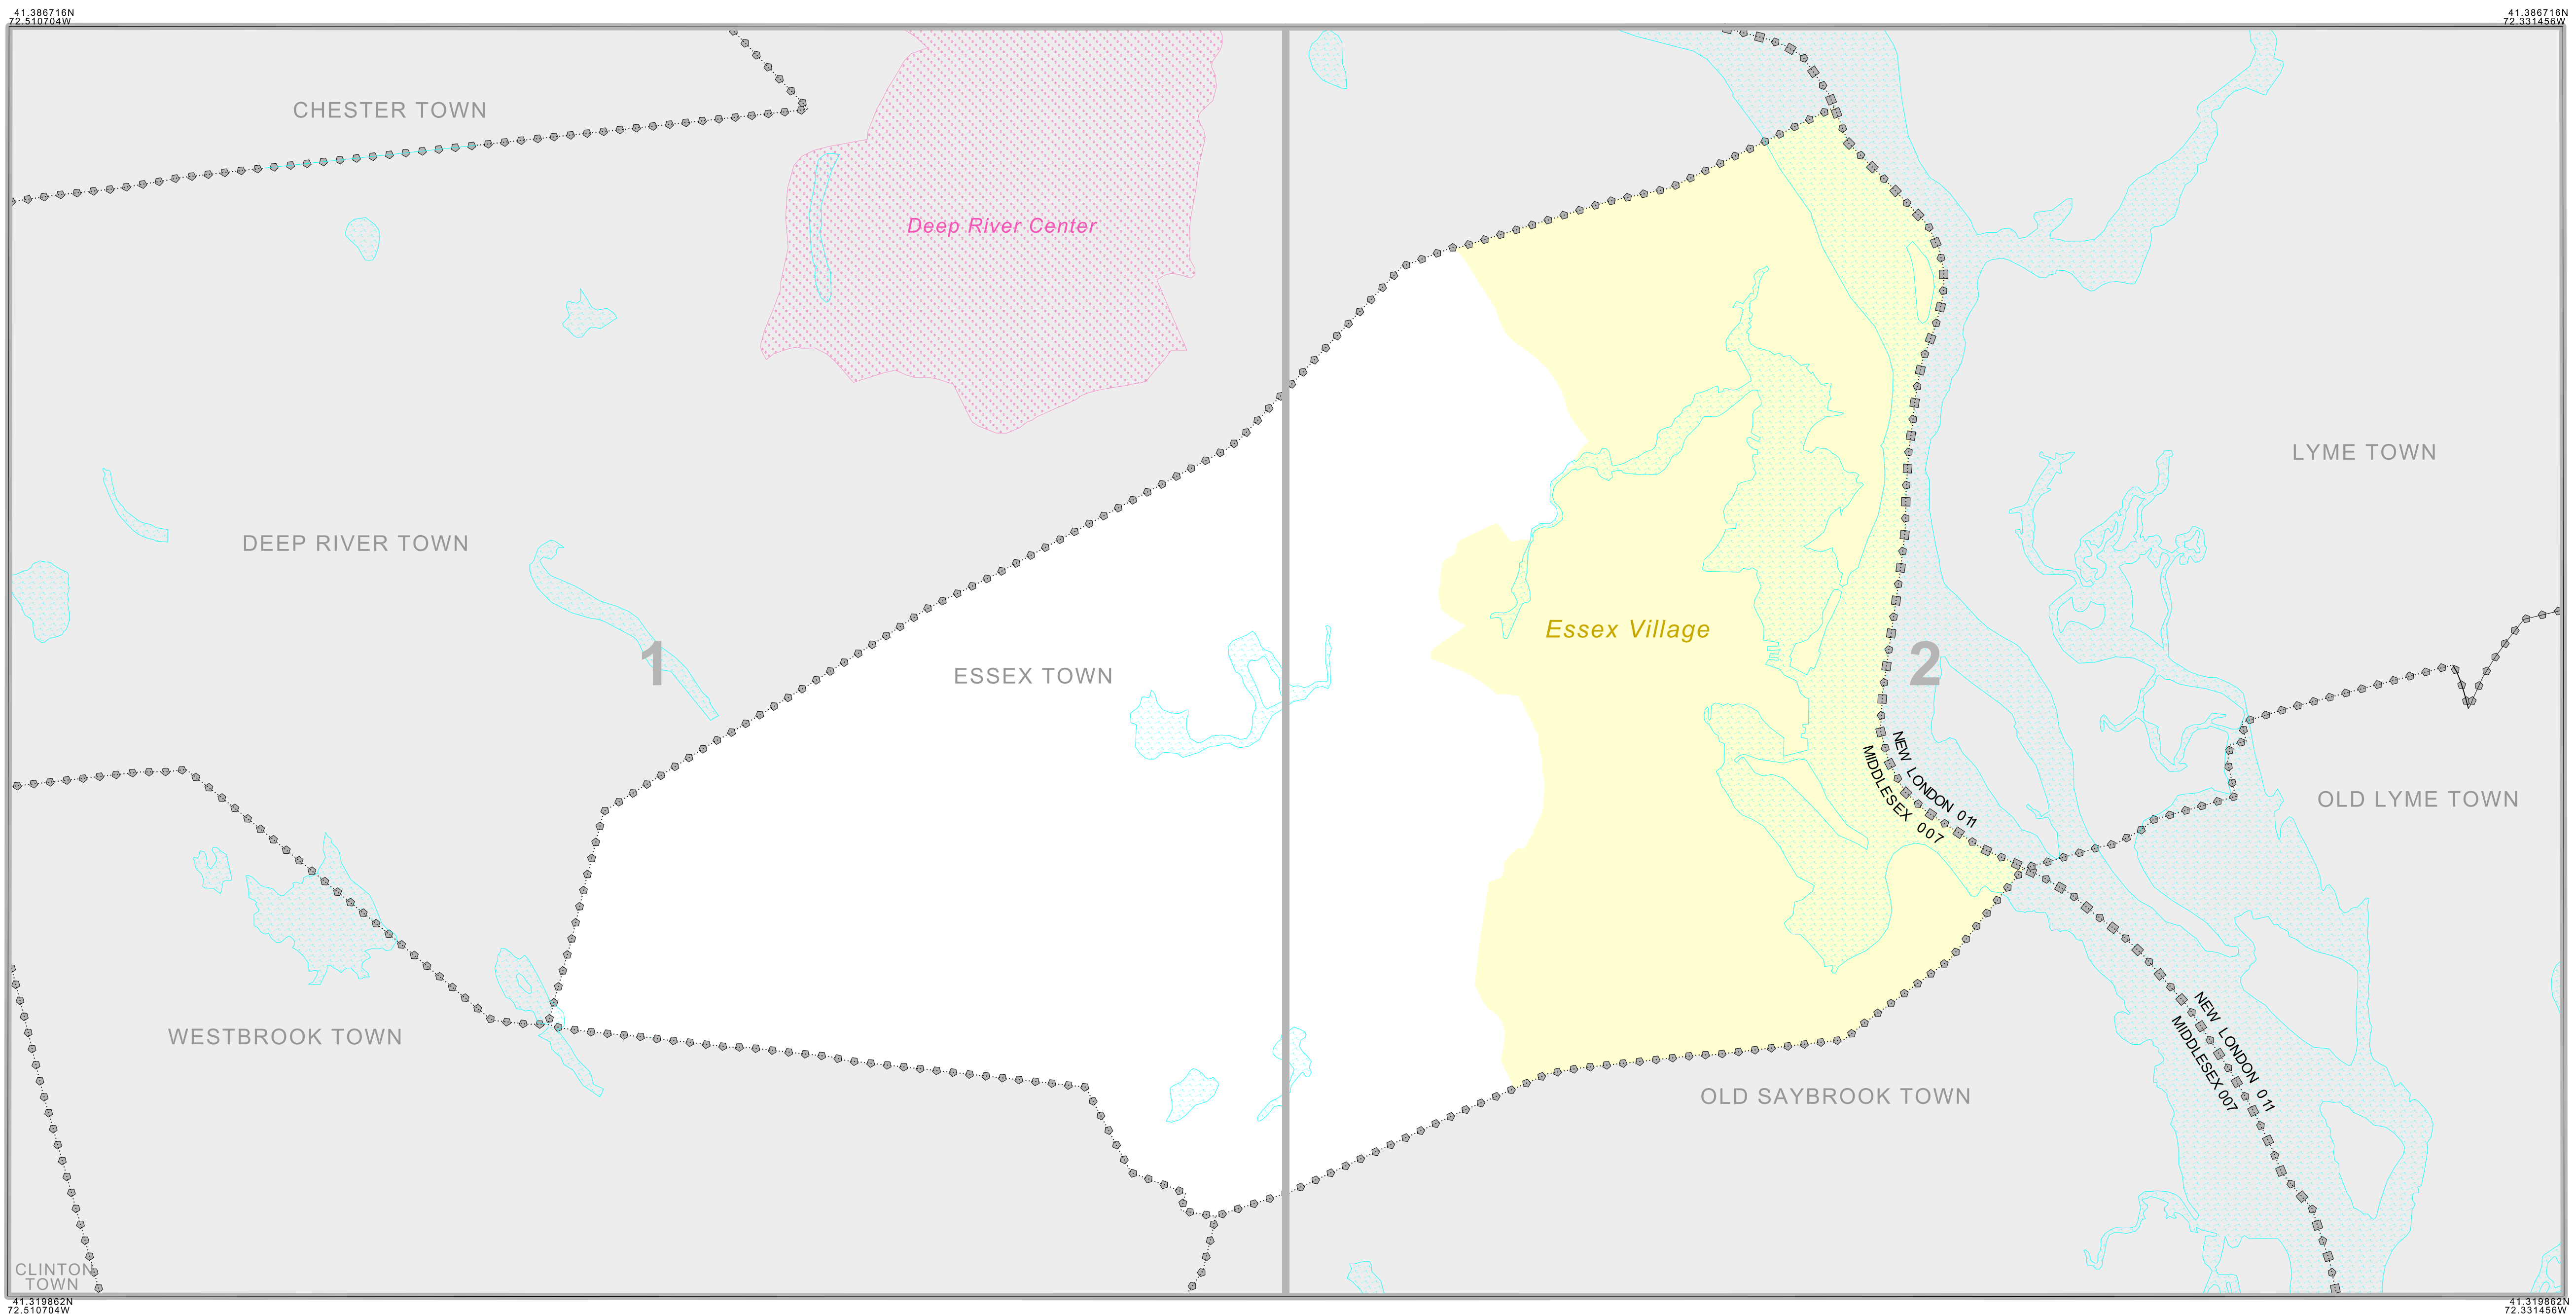 41.386716N
72.510704W
41.386716N
72.331456W
CHESTER TOWN
Deep River Center
LYME TOWN
DEEP RIVER TOWN
Essex Village
1
2
ESSEX TOWN
NEW LONDON 011
MIDDLESEX 007
OLD LYME TOWN
WESTBROOK TOWN
NEW LONDON 011
MIDDLESEX 007
OLD SAYBROOK TOWN
CLINTON
TOWN
41.319862N
72.510704W
41.319862N
72.331456W